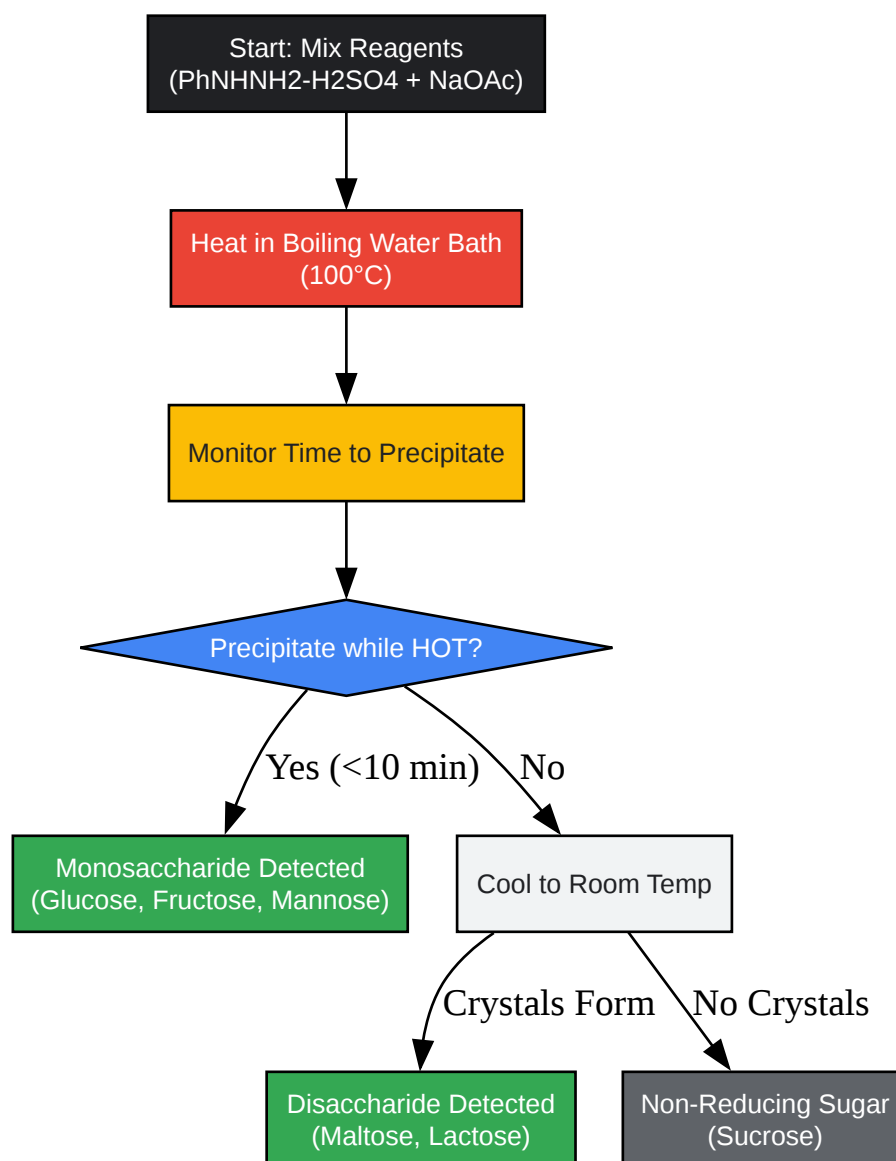 Start: Mix Reagents
(PhNHNH2-H2SO4 + NaOAc)
Heat in Boiling Water Bath
(100°C)
Monitor Time to Precipitate
Precipitate while HOT?
Yes (<10 min)
No
Monosaccharide Detected
(Glucose, Fructose, Mannose)
Cool to Room Temp
Crystals Form
No Crystals
Disaccharide Detected
(Maltose, Lactose)
Non-Reducing Sugar
(Sucrose)